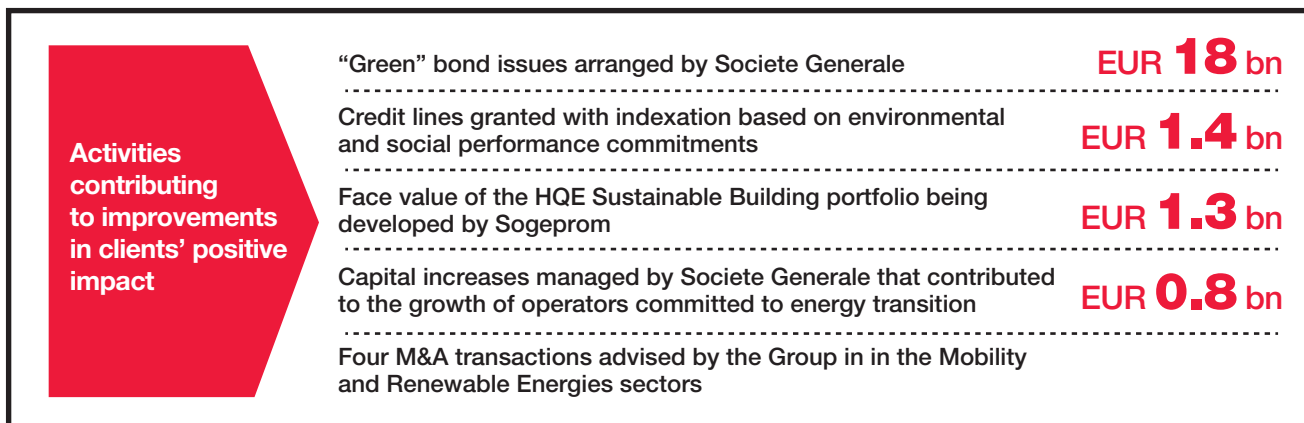 Activities
contributing
to improvements
in clients’ positive
impact
“Green” bond issues arranged by Societe Generale
EUR 18 bn
Credit lines granted with indexation based on environmental
and social performance commitments
EUR 1.4 bn
Face value of the HQE Sustainable Building portfolio being
developed by Sogeprom
EUR 1.3 bn
Capital increases managed by Societe Generale that contributed
to the growth of operators committed to energy transition
EUR 0.8 bn
Four M&A transactions advised by the Group in in the Mobility
and Renewable Energies sectors